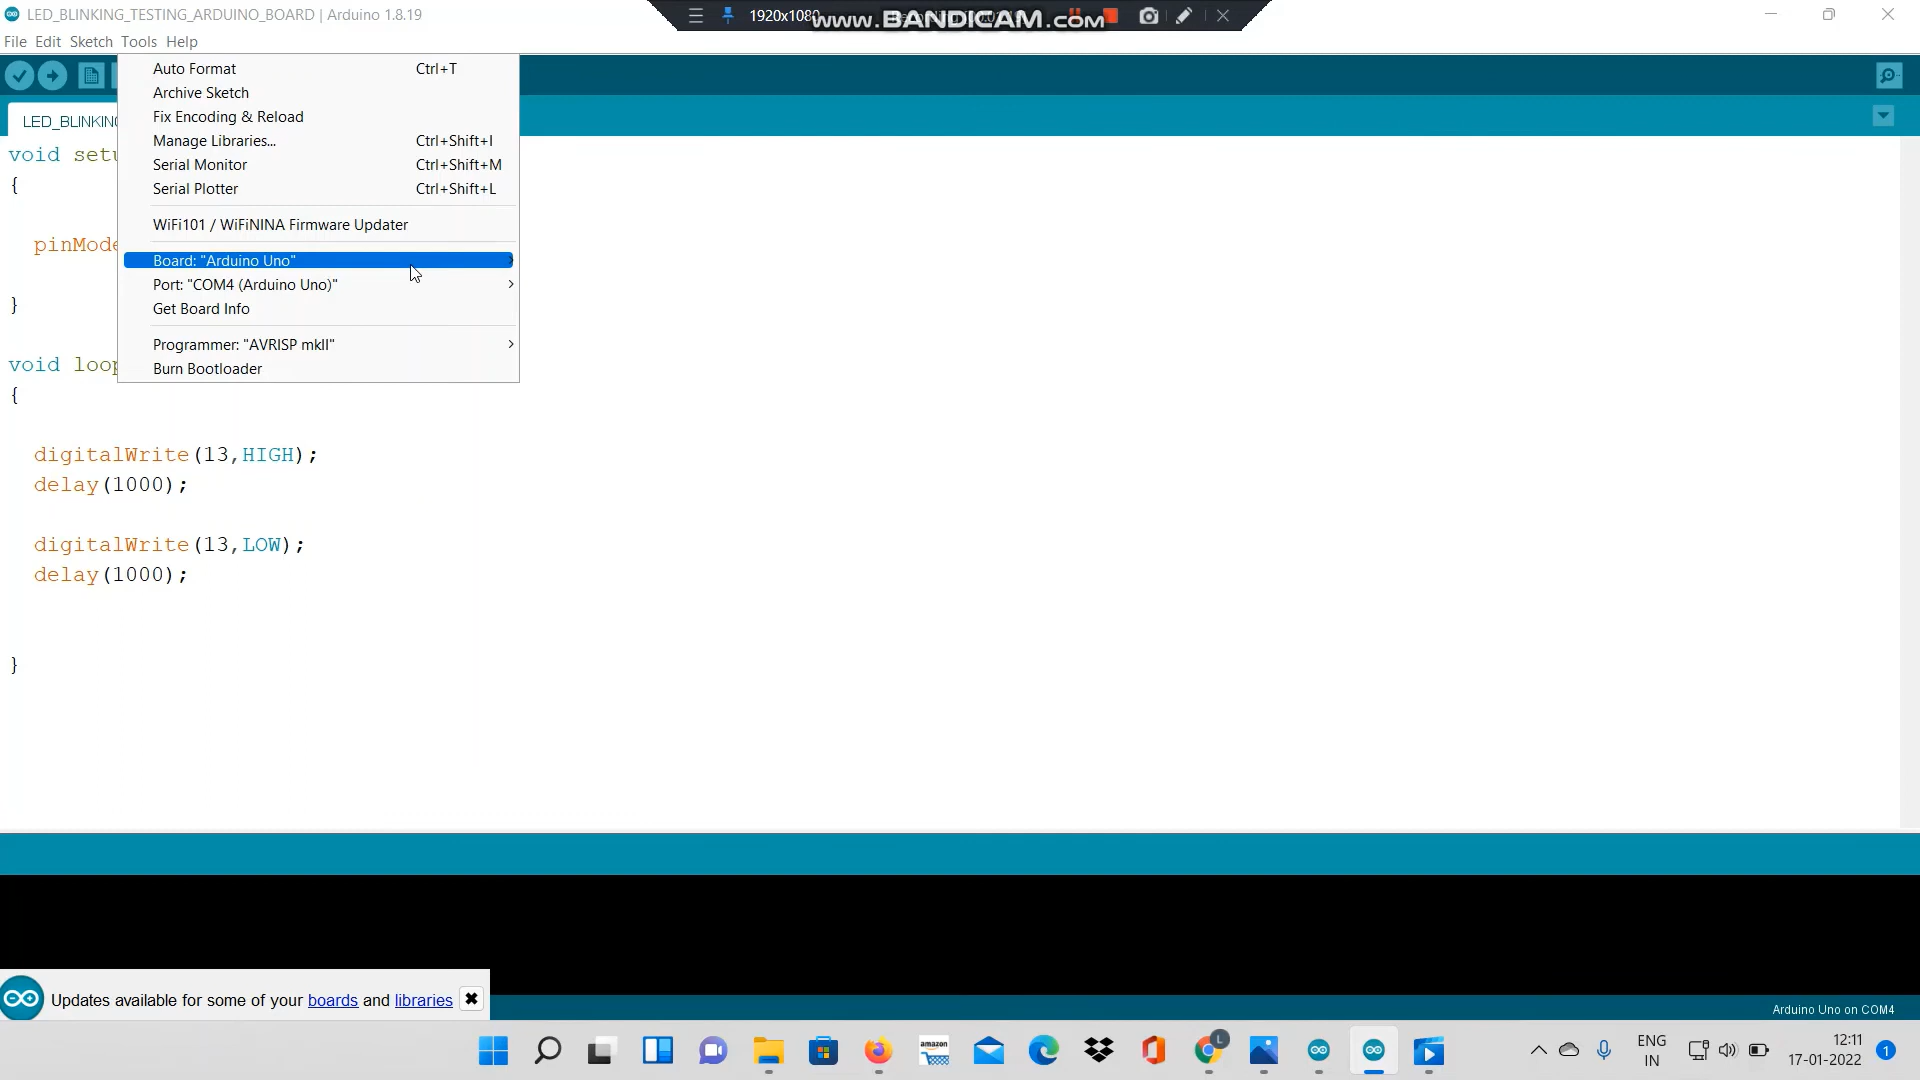 LED_BLINKING_TESTING_ARDUINO_BOARD | Arduino 1.8.19
1920x1080
www.BANDICAM.com
File Edit Sketch Tools Help
Auto Format Ctrl+T
Archive Sketch
Fix Encoding & Reload
Manage Libraries... Ctrl+Shift+I
Serial Monitor Ctrl+Shift+M
Serial Plotter Ctrl+Shift+L
WiFi101 / WiFiNINA Firmware Updater
Board: "Arduino Uno"
Port: "COM4 (Arduino Uno)"
Get Board Info
Programmer: "AVRISP mkII"
Burn Bootloader
LED_BLINKING
void setu
{
pinMode
}
void loop
{
digitalWrite(13,HIGH);
delay(1000);
digitalWrite(13,LOW);
delay(1000);
}
Updates available for some of your boards and libraries
Arduino Uno on COM4
amazon
L
ENG
IN
12:11
17-01-2022
1